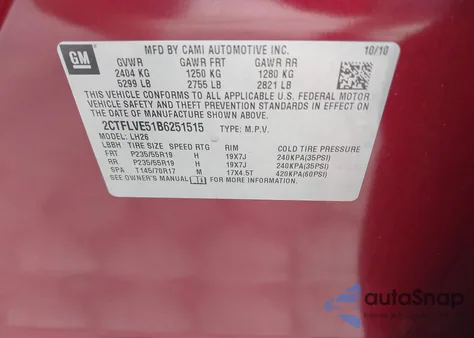 GM
MFD BY CAMI AUTOMOTIVE INC. 10/10
GVWR GAWR FRT GAWR RR
2404 KG 1250 KG 1280 KG
5299 LB 2755 LB 2821 LB
THIS VEHICLE CONFORMS TO ALL APPLICABLE U.S. FEDERAL MOTOR
VEHICLE SAFETY, BUMPER, AND THEFT PREVENTION STANDARDS IN EFFECT ON
THE DATE OF MANUFACTURE SHOWN ABOVE.
2CTFLVE51B6251515 TYPE: M.P.V.
MODEL: LH26
LBBH TIRE SIZE SPEED RTG RIM COLD TIRE PRESSURE
FRT P235/55R19 H 19X7J 240KPA(35PSI)
RR P235/55R19 H 19X7J 240KPA(35PSI)
SPA T145/70R17 M 17X4.5T 420KPA(60PSI)
SEE OWNER'S MANUAL FOR MORE INFORMATION.
autoSnap